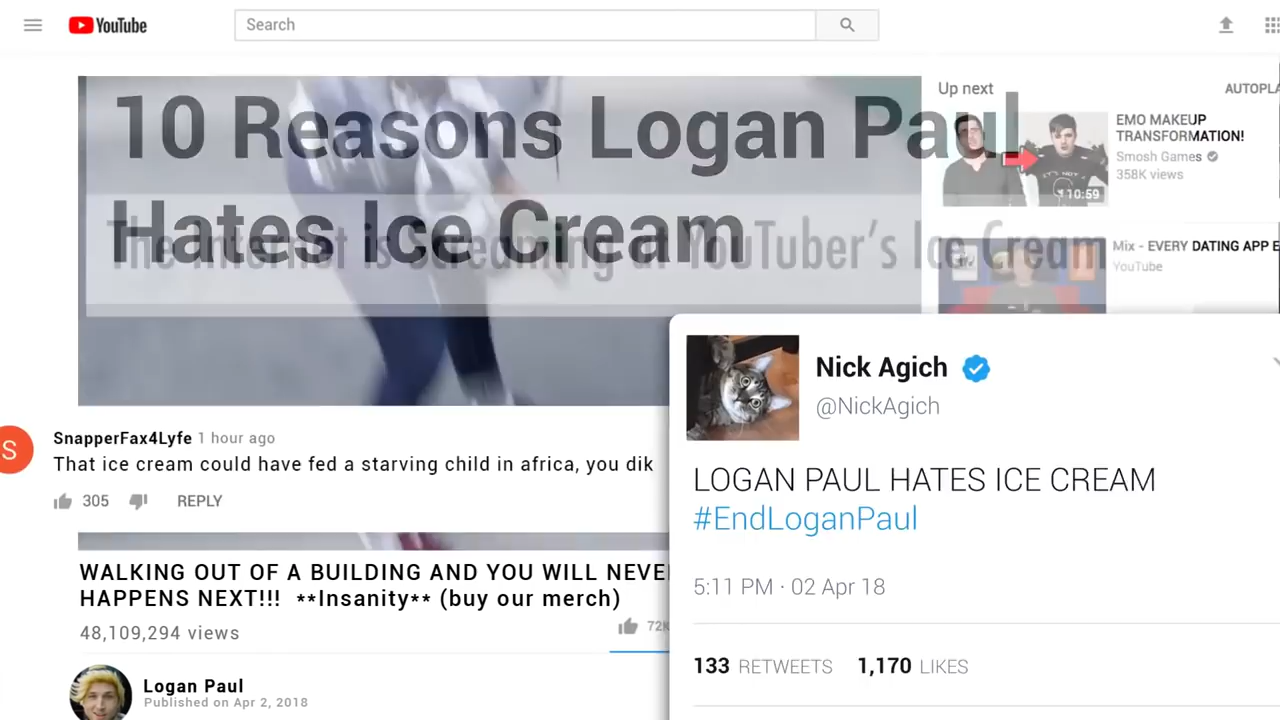 YouTube
Search
10 Reasons Logan Paul
Hates Ice Cream
The Internet is Screaming at YouTuber's Ice Cream
Up next
AUTOPLA
EMO MAKEUP
TRANSFORMATION!
Smosh Games
358K views
10:59
Mix - EVERY DATING APP E
YouTube
SnapperFax4Lyfe 1 hour ago
That ice cream could have fed a starving child in africa, you dik
305 REPLY
S
WALKING OUT OF A BUILDING AND YOU WILL NEVE
HAPPENS NEXT!!! **Insanity** (buy our merch)
48,109,294 views
72K
Logan Paul
Published on Apr 2, 2018
Nick Agich
@NickAgich
LOGAN PAUL HATES ICE CREAM
#EndLoganPaul
5:11 PM · 02 Apr 18
133 RETWEETS 1,170 LIKES